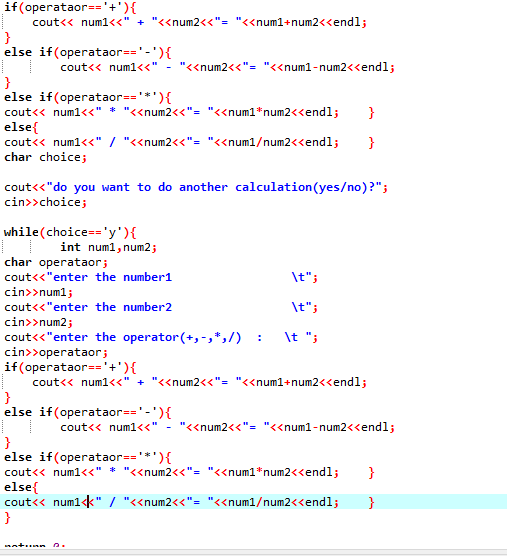 if(operataor=='+'){
cout<< num1<<" + "<<num2<<"= "<<num1+num2<<endl;
}
else if(operataor=='-'){
cout<< num1<<" - "<<num2<<"= "<<num1-num2<<endl;
}
else if(operataor=='*'){
cout<< num1<<" * "<<num2<<"= "<<num1*num2<<endl;    }
else{
cout<< num1<<" / "<<num2<<"= "<<num1/num2<<endl;    }
char choice;
cout<<"do you want to do another calculation(yes/no)?";
cin>>choice;
while(choice=='y'){
int num1,num2;
char operataor;
cout<<"enter the number1                \t";
cin>>num1;
cout<<"enter the number2                \t";
cin>>num2;
cout<<"enter the operator(+,-,*,/)  :   \t ";
cin>>operataor;
if(operataor=='+'){
cout<< num1<<" + "<<num2<<"= "<<num1+num2<<endl;
}
else if(operataor=='-'){
cout<< num1<<" - "<<num2<<"= "<<num1-num2<<endl;
}
else if(operataor=='*'){
cout<< num1<<" * "<<num2<<"= "<<num1*num2<<endl;    }
else{
cout<< num1<<" / "<<num2<<"= "<<num1/num2<<endl;    }
}
return 0;